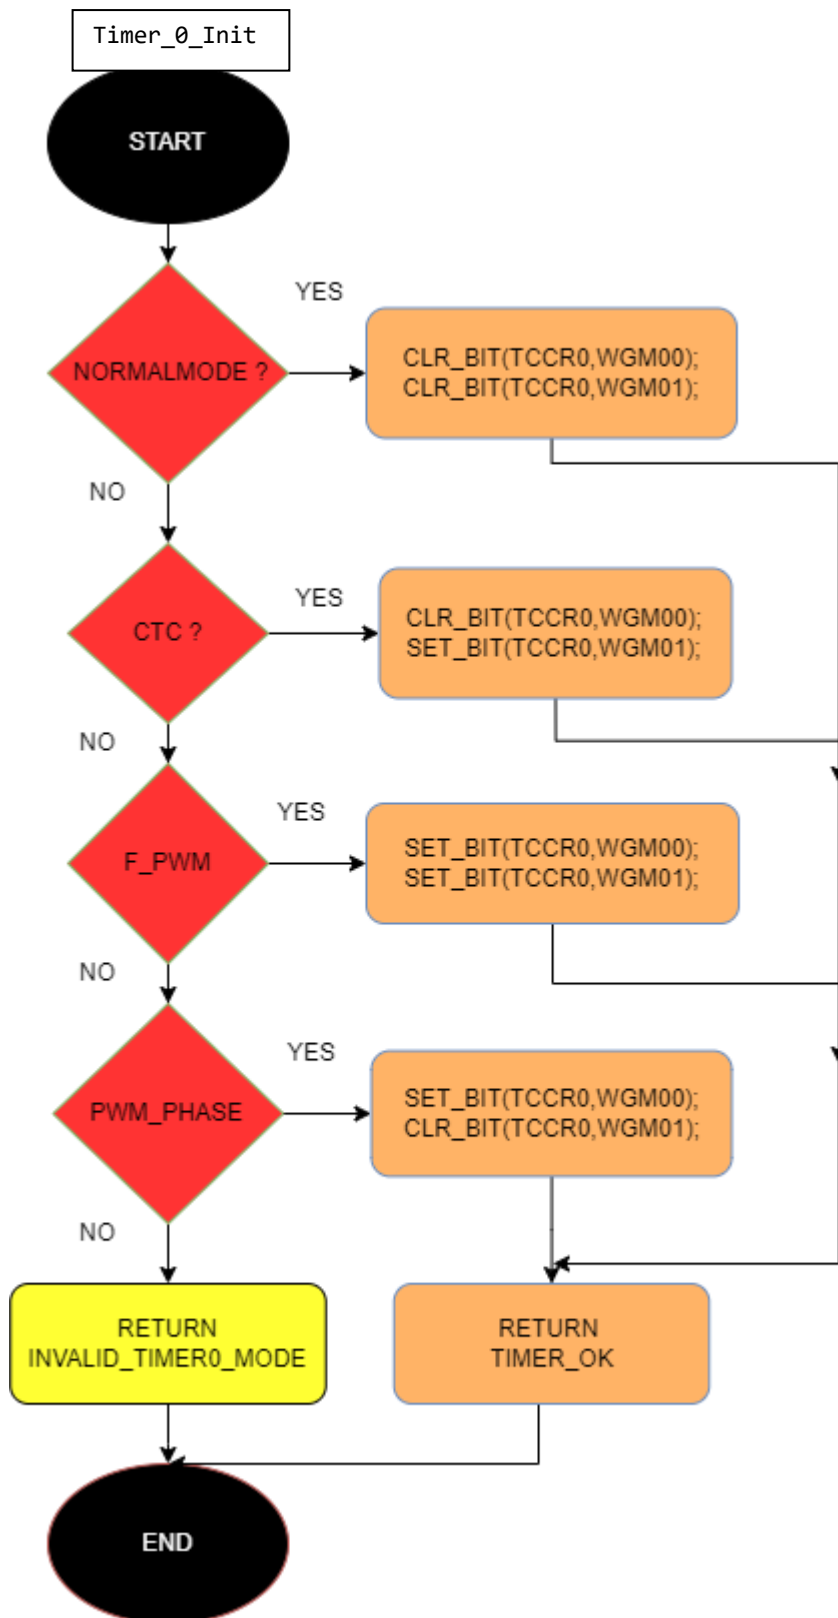 Timer_0_Init
START
YES
NORMALMODE ?
CLR_BIT(TCCR0,WGM00);
CLR_BIT(TCCR0,WGM01);
NO
YES
CTC ?
CLR_BIT(TCCR0,WGM00);
SET_BIT(TCCR0,WGM01);
NO
YES
F_PWM
SET_BIT(TCCR0,WGM00);
SET_BIT(TCCR0,WGM01);
NO
YES
PWM_PHASE
SET_BIT(TCCR0,WGM00);
CLR_BIT(TCCR0,WGM01);
NO
RETURN
INVALID_TIMER0_MODE
RETURN
TIMER_OK
END